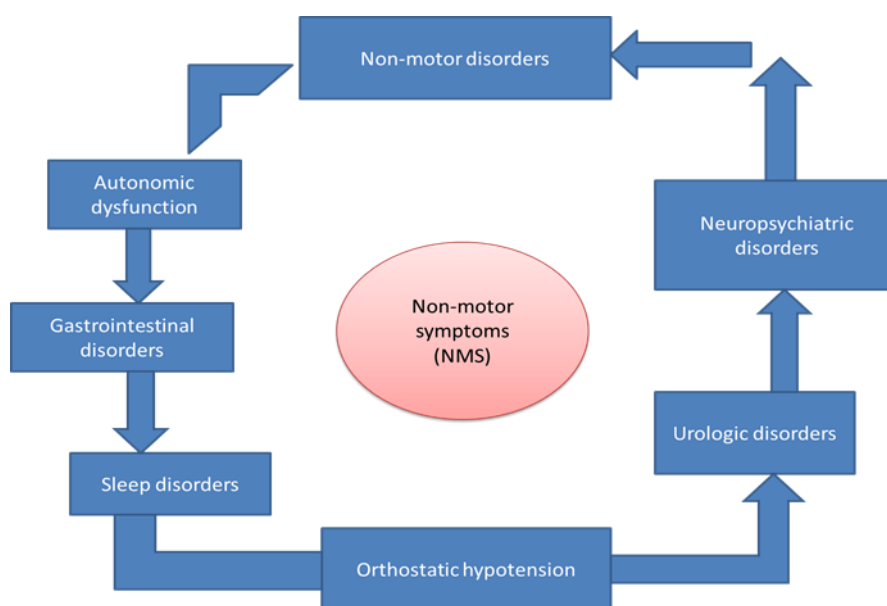 Non-motor disorders
Autonomic
dysfunction
Gastrointestinal
disorders
Sleep disorders
Orthostatic hypotension
Urologic disorders
Neuropsychiatric
disorders
Non-motor
symptoms
(NMS)